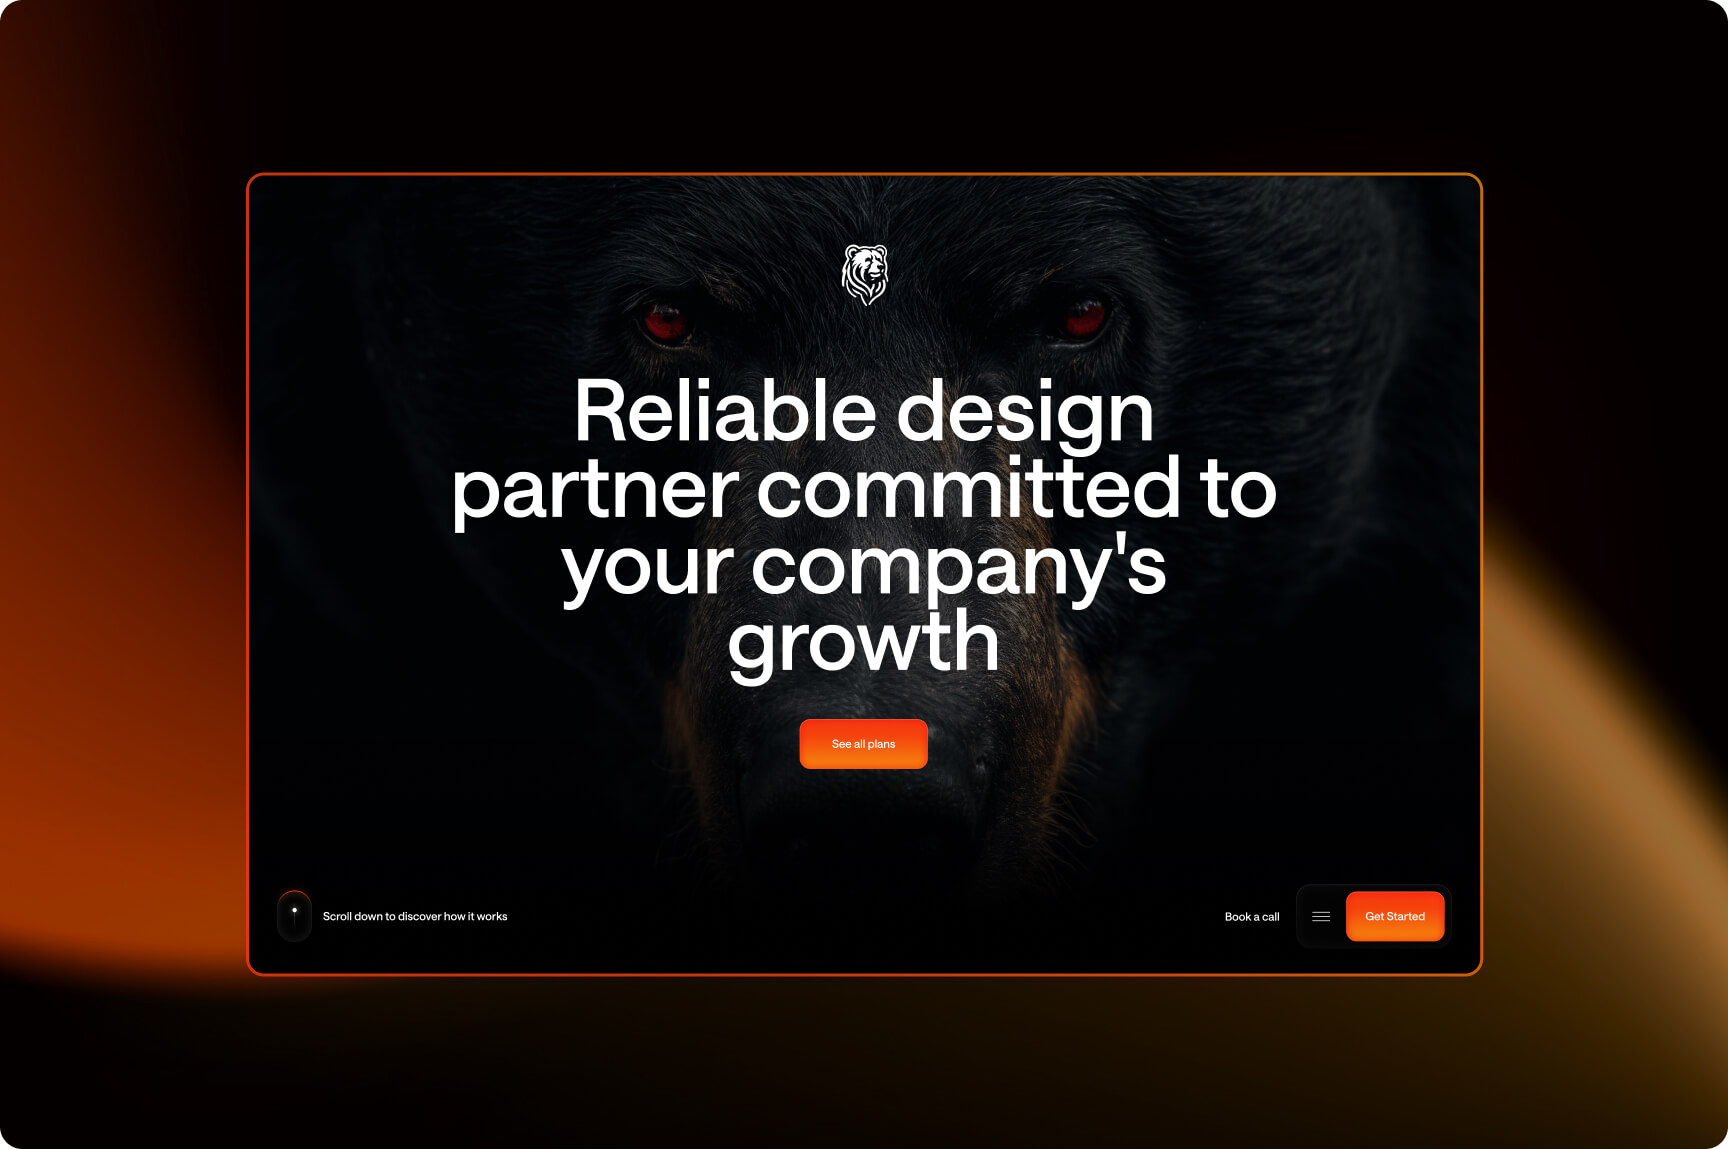 Reliable design
partner committed to
your company's
growth
See all plans
Scroll down to discover how it works
Book a call
Get Started